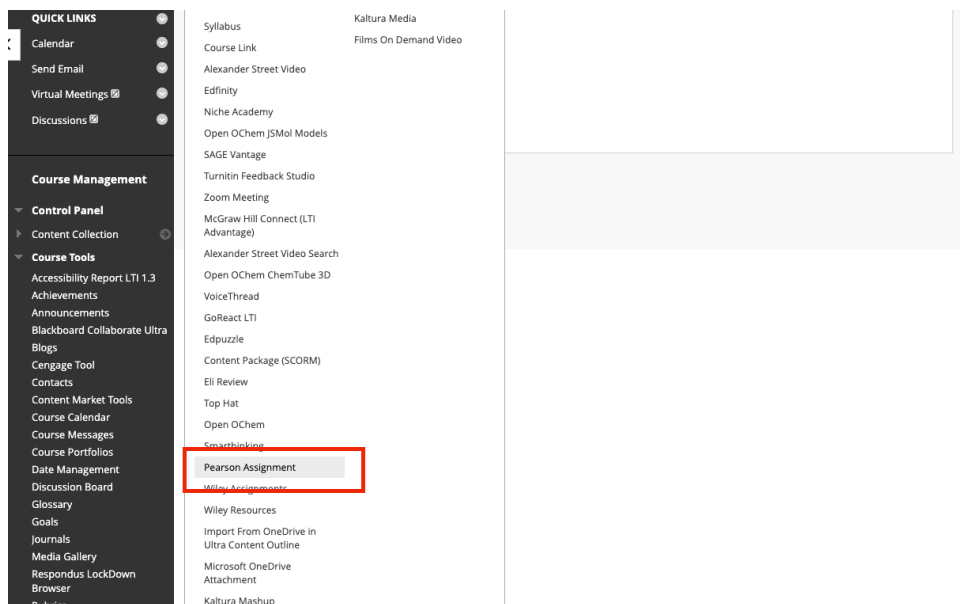 QUICK LINKS
Calendar
Send Email
Virtual Meetings
Discussions
Course Management
Control Panel
Content Collection
Course Tools
Accessibility Report LTI 1.3
Achievements
Announcements
Blackboard Collaborate Ultra
Blogs
Cengage Tool
Contacts
Content Market Tools
Course Calendar
Course Messages
Course Portfolios
Date Management
Discussion Board
Glossary
Goals
Journals
Media Gallery
Respondus LockDown
Browser
Syllabus
Course Link
Alexander Street Video
Edfinity
Niche Academy
Open OChem JSMol Models
SAGE Vantage
Turnitin Feedback Studio
Zoom Meeting
McGraw Hill Connect (LTI
Advantage)
Alexander Street Video Search
Open OChem ChemTube 3D
VoiceThread
GoReact LTI
Edpuzzle
Content Package (SCORM)
Eli Review
Top Hat
Open OChem
Smarthinking
Pearson Assignment
Wiley Assignments
Wiley Resources
Import From OneDrive in
Ultra Content Outline
Microsoft OneDrive
Attachment
Kaltura Mashup
Kaltura Media
Films On Demand Video